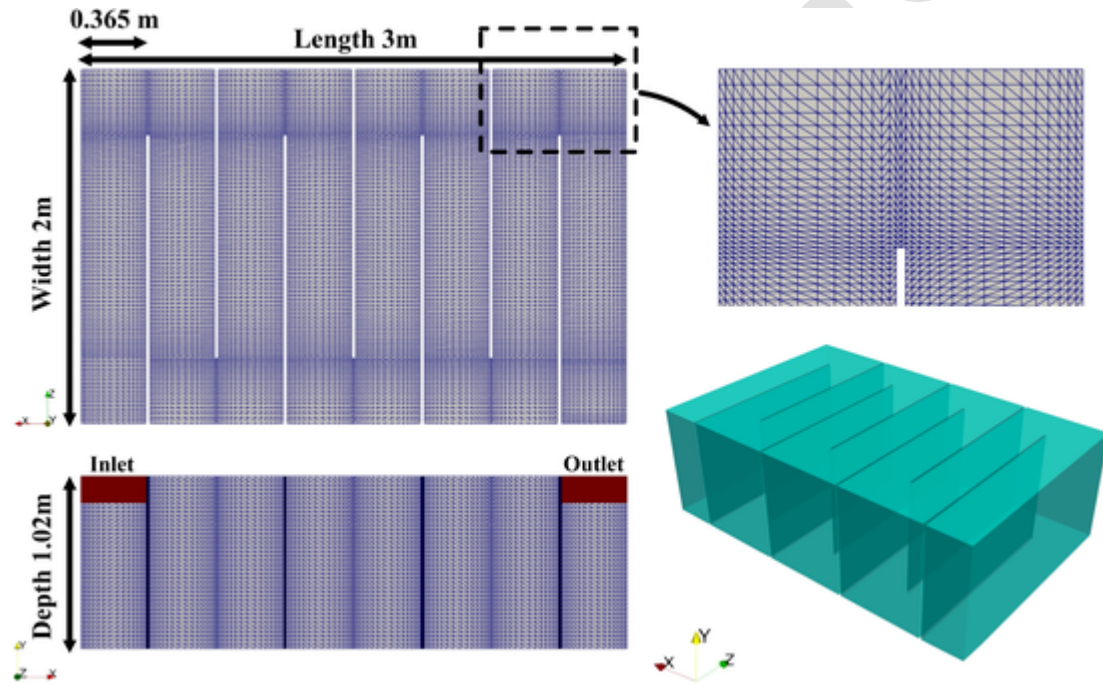 0.365 m
Length 3m
Width 2m
Z
X
Y
Inlet
Outlet
Depth 1.02m
Y
Z
X
Y
X
Z